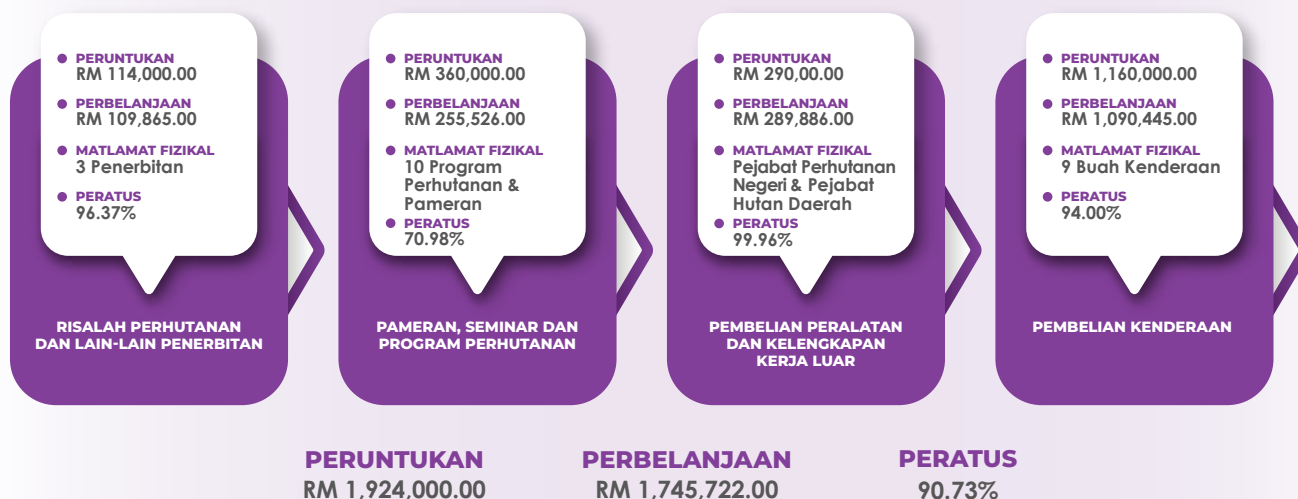 PERUNTUKAN
RM 114,000.00
PERBELANJAAN
RM 109,865.00
MATLAMAT FIZIKAL
3 Penerbitan
PERATUS
96.37%
RISALAH PERHUTANAN
DAN LAIN-LAIN PENERBITAN
PERUNTUKAN
RM 360,000.00
PERBELANJAAN
RM 255,526.00
MATLAMAT FIZIKAL
10 Program
Perhutanan &
Pameran
PERATUS
70.98%
PAMERAN, SEMINAR DAN
PROGRAM PERHUTANAN
PERUNTUKAN
RM 290,00.00
PERBELANJAAN
RM 289,886.00
MATLAMAT FIZIKAL
Pejabat Perhutanan
Negeri & Pejabat
Hutan Daerah
PERATUS
99.96%
PEMBELIAN PERALATAN
DAN KELENGKAPAN
KERJA LUAR
PERUNTUKAN
RM 1,160,000.00
PERBELANJAAN
RM 1,090,445.00
MATLAMAT FIZIKAL
9 Buah Kenderaan
PERATUS
94.00%
PEMBELIAN KENDERAAN
PERUNTUKAN
RM 1,924,000.00
PERBELANJAAN
RM 1,745,722.00
PERATUS
90.73%